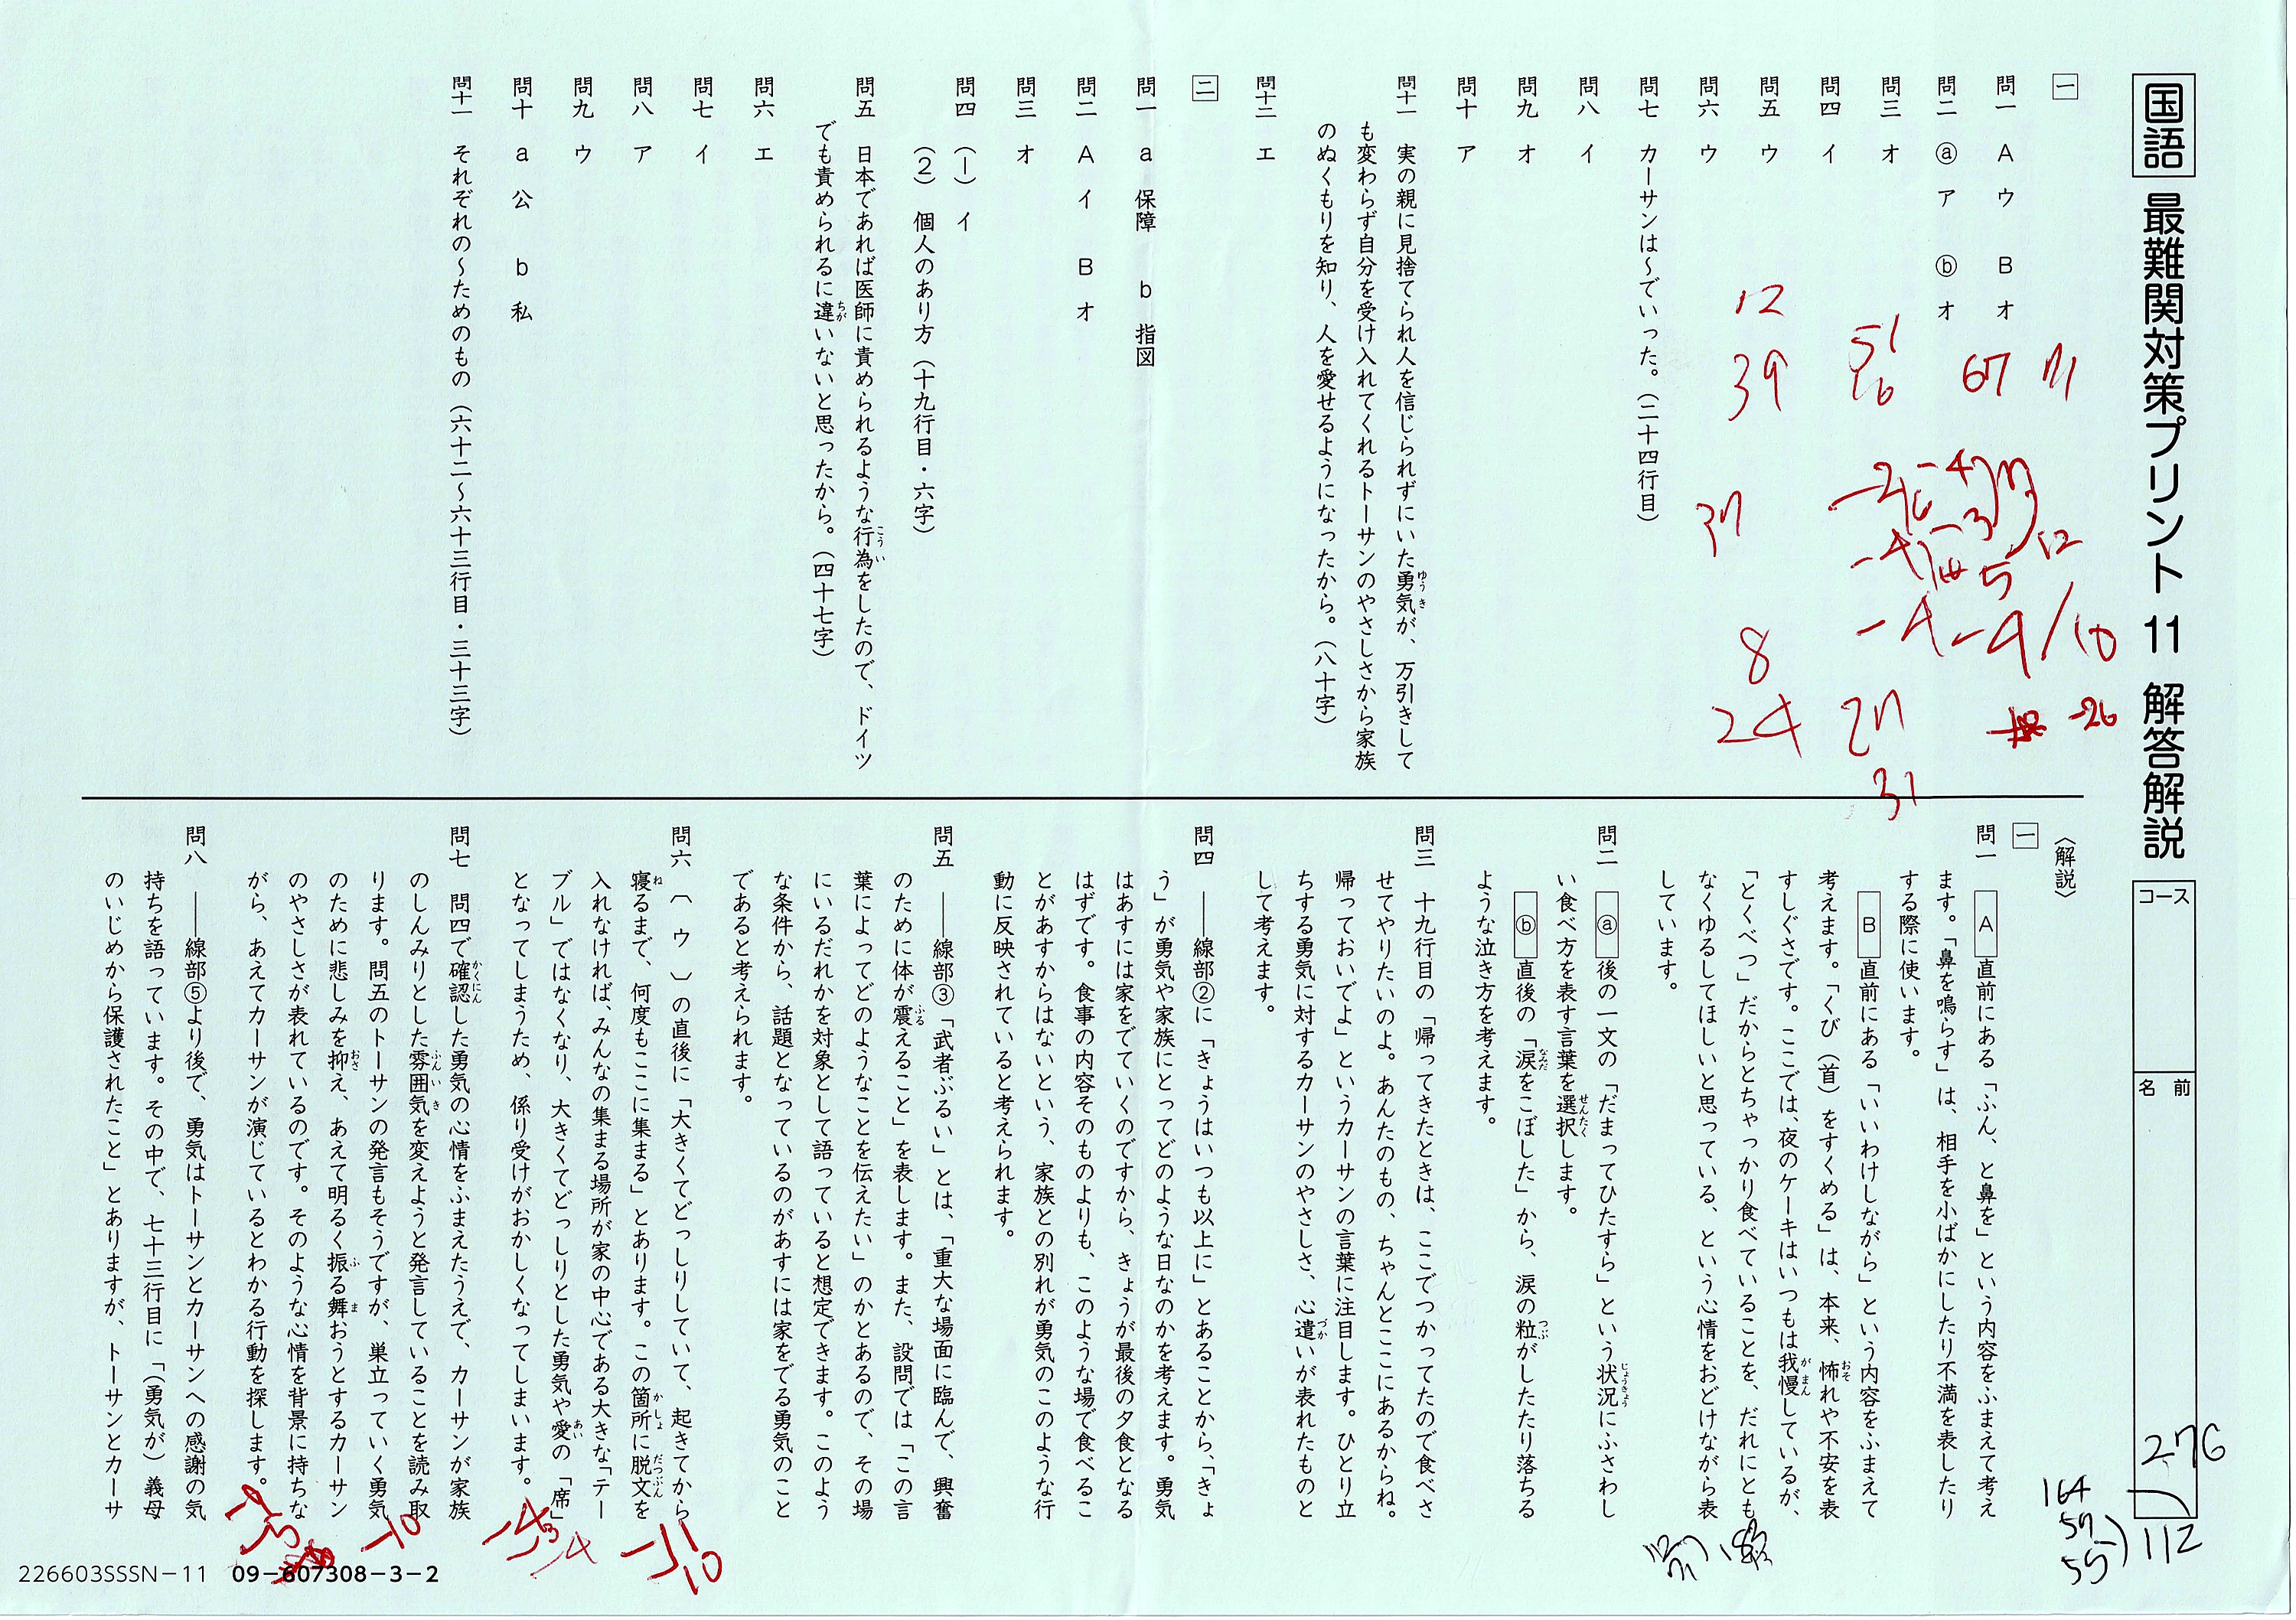 国語 最難関対策プリント 11 解答解説
コース
名前
276
164
57
55
112
一
問一 A ウ B オ
問二 ⓐ ア ⓑ オ
問三 オ
問四 イ
問五 ウ
問六 ウ
問七 カーサンは~でいった。(二十四行目)
問八 イ
問九 オ
問十 ア
問十一 実の親に見捨てられ人を信じられずにいた勇気が、万引きして
も変わらず自分を受け入れてくれるトーサンのやさしさから家族
のぬくもりを知り、人を愛せるようになったから。(八十字)
問十二 エ
二
問一 a 保障 b 指図
問二 A イ B オ
問三 オ
問四 (1) イ
(2) 個人のあり方(十九行目・六字)
問五 日本であれば医師に責められるような行為をしたので、ドイツ
でも責められるに違いないと思ったから。(四十七字)
問六 エ
問七 イ
問八 ア
問九 ウ
問十 a 公 b 私
問十一 それぞれの~ためのもの(六十二~六十三行目・三十三字)
12
39
51
16
67
71
37
8
24
27
31
-26
〈解説〉
一
問一 A 直前にある「ふん、と鼻を」という内容をふまえて考え
ます。「鼻を鳴らす」は、相手を小ばかにしたり不満を表したり
する際に使います。
B 直前にある「いいわけしながら」という内容をふまえて
考えます。「くび(首)をすくめる」は、本来、怖れや不安を表
すしぐさです。ここでは、夜のケーキはいつもは我慢しているが、
「とくべつ」だからとちゃっかり食べていることを、だれにとも
なくゆるしてほしいと思っている、という心情をおどけながら表
しています。
問二 ⓐ 後の一文の「だまってひたすら」という状況にふさわし
い食べ方を表す言葉を選択します。
ⓑ 直後の「涙をこぼした」から、涙の粒がしたたり落ちる
ような泣き方を考えます。
問三 十九行目の「帰ってきたときは、ここでつかってたので食べさ
せてやりたいのよ。あんたのもの、ちゃんとここにあるからね。
帰っておいでよ」というカーサンの言葉に注目します。ひとり立
ちする勇気に対するカーサンのやさしさ、心遣いが表れたものと
して考えます。
問四 ——線部②に「きょうはいつも以上に」とあることから、「きょ
う」が勇気や家族にとってどのような日なのかを考えます。勇気
はあすには家をでていくのですから、きょうが最後の夕食となる
はずです。食事の内容そのものよりも、このような場で食べるこ
とがあすからはないという、家族との別れが勇気のこのような行
動に反映されていると考えられます。
問五 ——線部③「武者ぶるい」とは、「重大な場面に臨んで、興奮
のために体が震えること」を表します。また、設問では「この言
葉によってどのようなことを伝えたい」のかとあるので、その場
にいるだれかを対象として語っていると想定できます。このよう
な条件から、話題となっているのがあすには家をでる勇気のこと
であると考えられます。
問六 〔 ウ 〕の直後に「大きくてどっしりしていて、起きてから
寝るまで、何度もここに集まる」とあります。この箇所に脱文を
入れなければ、みんなの集まる場所が家の中心である大きな「テー
ブル」ではなくなり、大きくてどっしりとした勇気や愛の「席」
となってしまうため、係り受けがおかしくなってしまいます。
問七 問四で確認した勇気の心情をふまえたうえで、カーサンが家族
のしんみりとした雰囲気を変えようと発言していることを読み取
ります。問五のトーサンの発言もそうですが、巣立っていく勇気
のために悲しみを抑え、あえて明るく振る舞おうとするカーサン
のやさしさが表れているのです。そのような心情を背景に持ちな
がら、あえてカーサンが演じているとわかる行動を探します。
問八 ——線部⑤より後で、勇気はトーサンとカーサンへの感謝の気
持ちを語っています。その中で、七十三行目に「(勇気が)義母
のいじめから保護されたこと」とありますが、トーサンとカーサ
-10
226603SSSN-11 09-607308-3-2